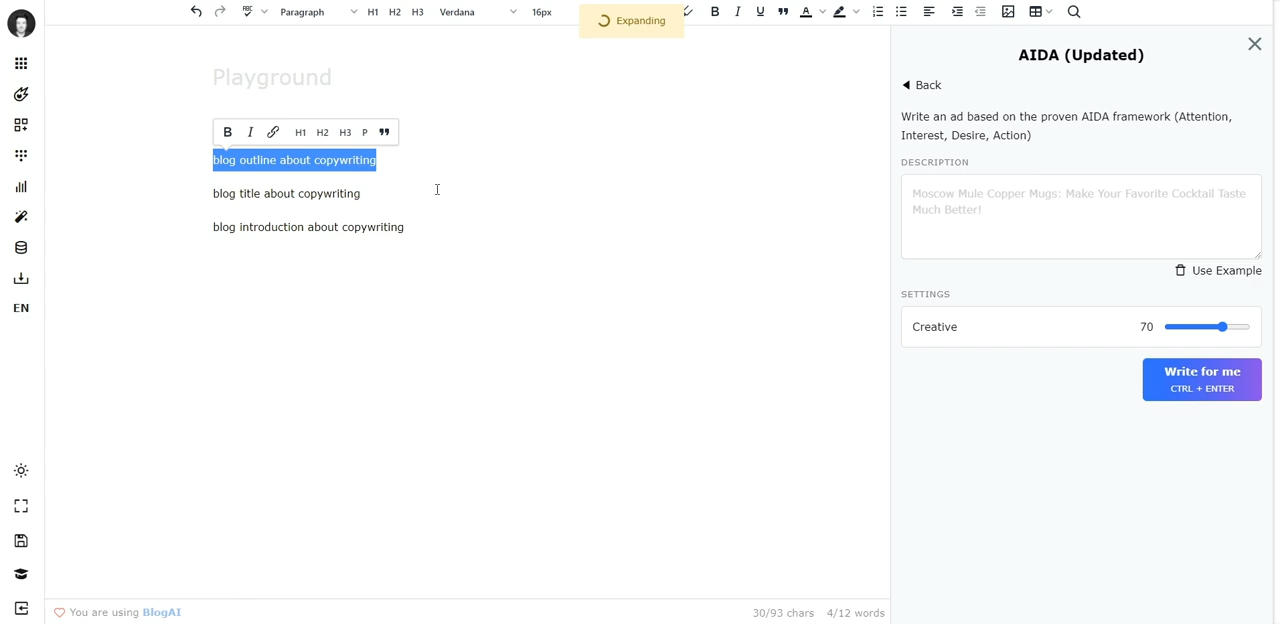 ABC
Paragraph
H1 H2 H3
Verdana
16px
Expanding
B I U
A
Playground
B I H1 H2 H3 P
blog outline about copywriting
blog title about copywriting
blog introduction about copywriting
EN
You are using BlogAI
30/93 chars 4/12 words
AIDA (Updated)
Back
Write an ad based on the proven AIDA framework (Attention,
Interest, Desire, Action)
DESCRIPTION
Moscow Mule Copper Mugs: Make Your Favorite Cocktail Taste
Much Better!
Use Example
SETTINGS
Creative 70
Write for me
CTRL + ENTER